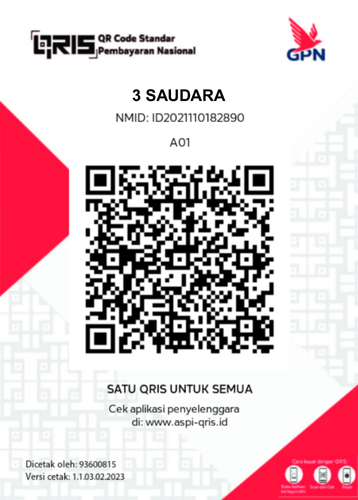 QRIS QR Code Standar
Pembayaran Nasional
GPN
3 SAUDARA
NMID: ID2021110182890
A01
SATU QRIS UNTUK SEMUA
Cek aplikasi penyelenggara
di: www.aspi-qris.id
Dicetak oleh: 93600815
Versi cetak: 1.1.03.02.2023